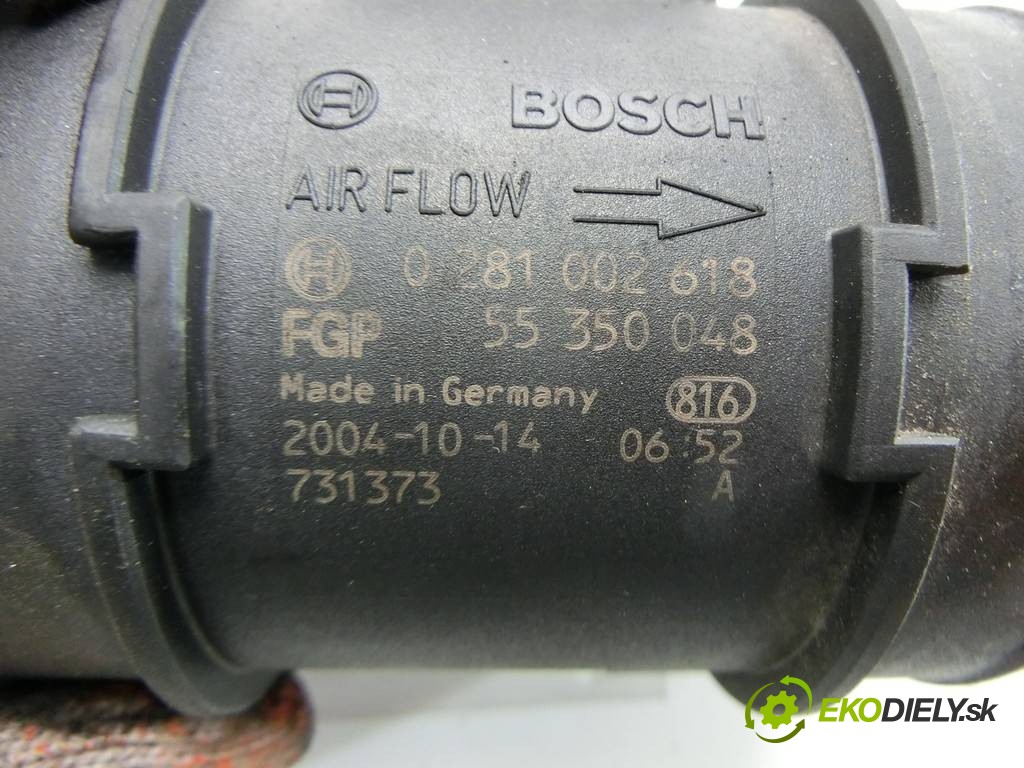 BOSCH
AIR FLOW
0 281 002 618
FGP 55 350 048
Made in Germany 816
2004-10-14 06:52
731373 A
EKODIELY.sk